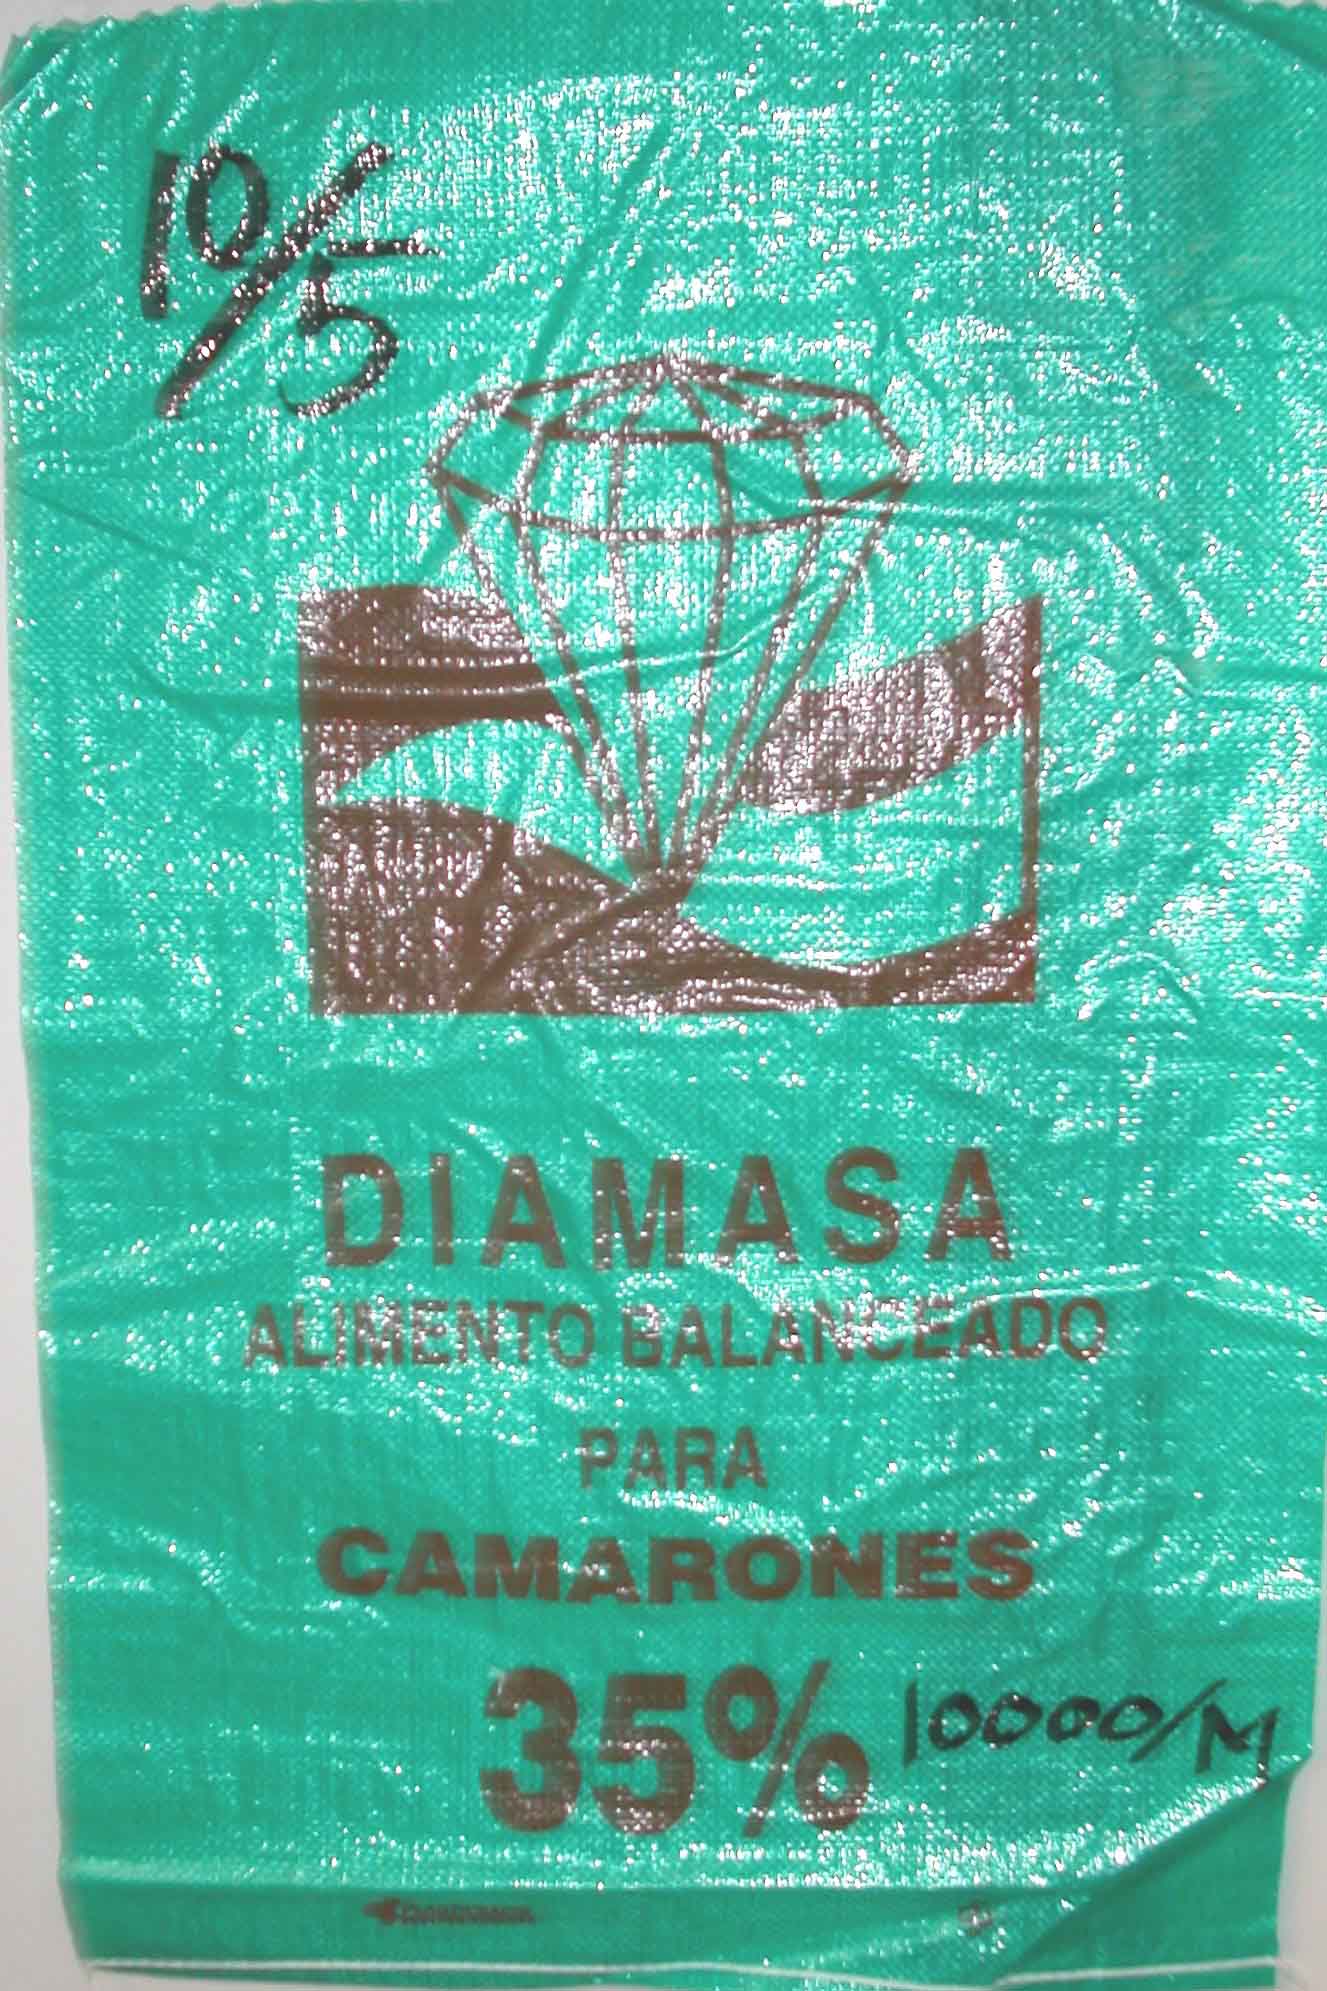 10/5
DIAMASA
ALIMENTO BALANCEADO
PARA
CAMARONES
35%
10000/M